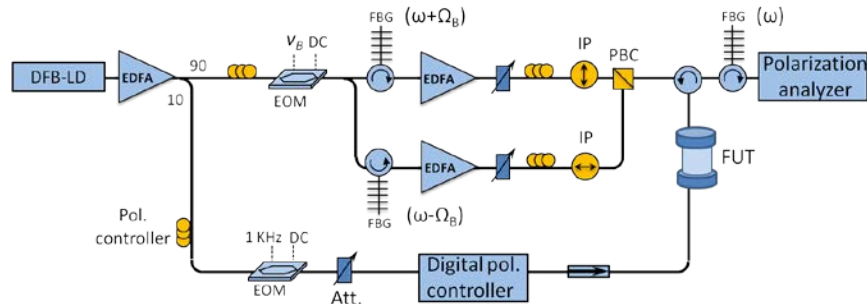 FBG
(ω+Ω_B)
FBG
(ω)
ν_B DC
IP
PBC
DFB-LD
EDFA
90
10
EOM
EDFA
Polarization
analyzer
IP
FUT
EDFA
FBG
(ω-Ω_B)
Pol.
controller
1 KHz DC
EOM
Att.
Digital pol.
controller